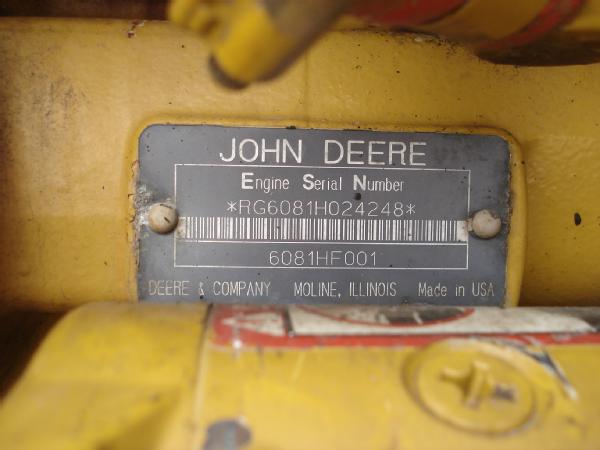 JOHN DEERE
Engine Serial Number
*RG6081H024248*
6081HF001
DEERE & COMPANY MOLINE, ILLINOIS Made in USA